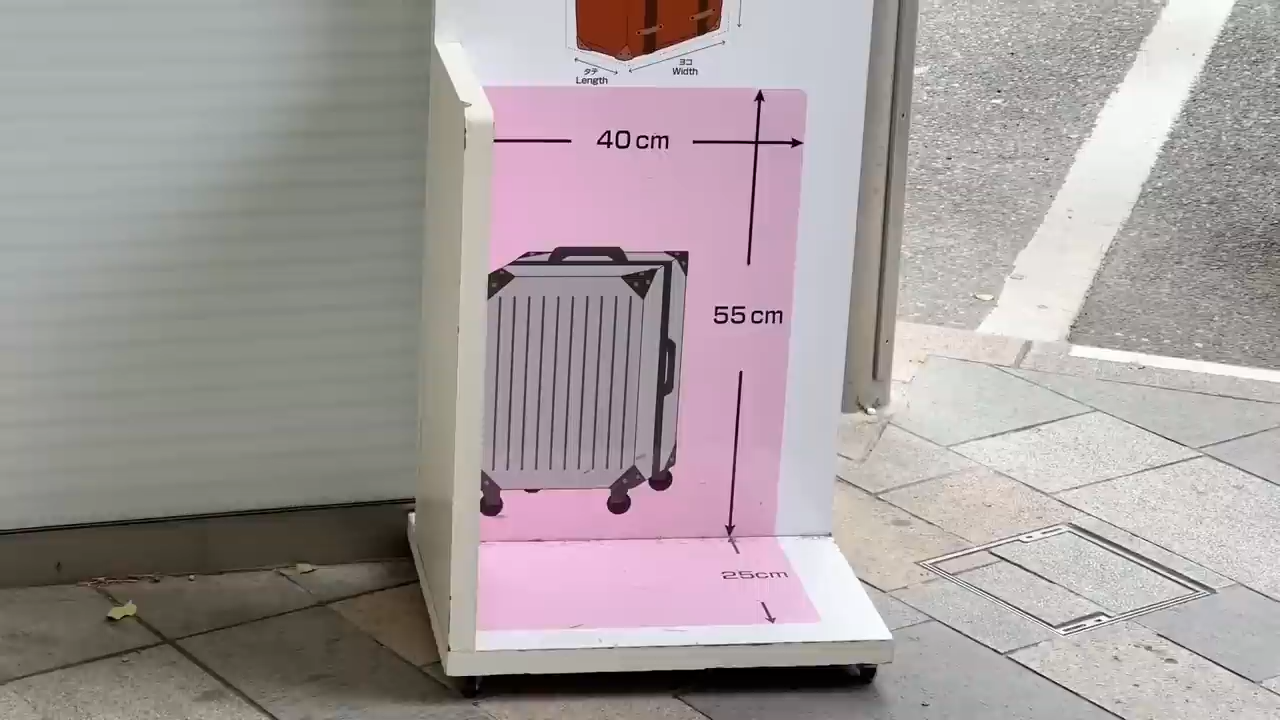 タテ
Length
ヨコ
Width
40cm
55cm
25cm